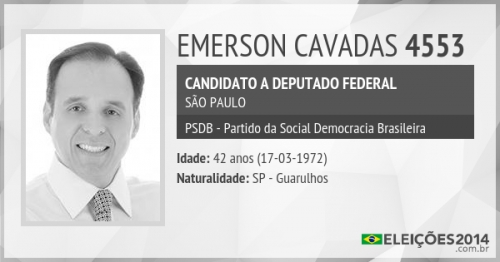 EMERSON CAVADAS 4553
CANDIDATO A DEPUTADO FEDERAL
SÃO PAULO
PSDB - Partido da Social Democracia Brasileira
Idade: 42 anos (17-03-1972)
Naturalidade: SP - Guarulhos
ELEIÇÕES2014
.com.br